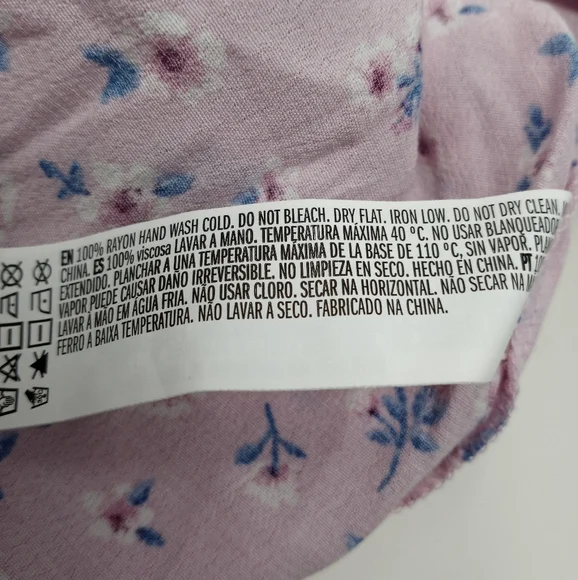 EN 100% RAYON HAND WASH COLD. DO NOT BLEACH. DRY FLAT. IRON LOW. DO NOT DRY CLEAN.
CHINA. ES 100% viscosa LAVAR A MANO. TEMPERATURA MÁXIMA 40 ºC. NO USAR BLANQUEADOR
EXTENDIDO. PLANCHAR A UNA TEMPERATURA MÁXIMA DE LA BASE DE 110 ºC, SIN VAPOR.
VAPOR PUEDE CAUSAR DAÑO IRREVERSIBLE. NO LIMPIEZA EN SECO. HECHO EN CHINA. PT
LAVAR À MÃO EM ÁGUA FRIA. NÃO USAR CLORO. SECAR NA HORIZONTAL. NÃO SECAR NA
FERRO À BAIXA TEMPERATURA. NÃO LAVAR A SECO. FABRICADO NA CHINA.